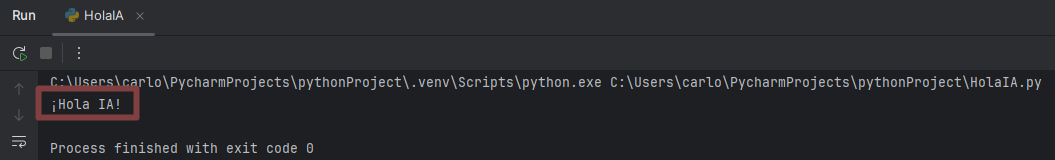 Run HolaIA
C:\Users\carlo\PycharmProjects\pythonProject\.venv\Scripts\python.exe C:\Users\carlo\PycharmProjects\pythonProject\HolaIA.py
¡Hola IA!
Process finished with exit code 0